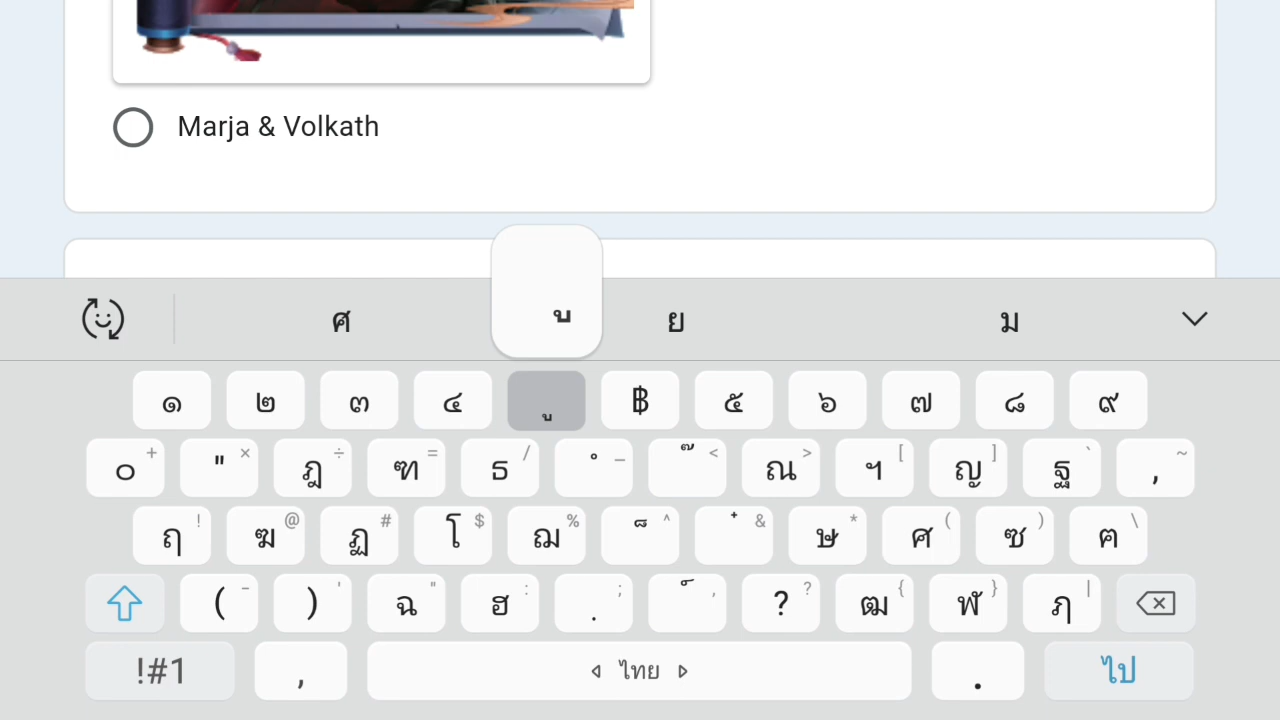 Marja & Volkath
ศ ย ม
ู
๑ ๒ ๓ ๔ ู ฿ ๕ ๖ ๗ ๘ ๙
๐ + " × ฎ ÷ ฑ = ธ / ํ _ ๊ < ณ > ฯ [ ญ ] ฐ ` , ~
ฤ ! ฆ @ ฏ # โ $ ฌ % ็ ^ ๋ & ษ * ศ ( ซ ) ฅ \
( - ) ' ฉ " ฮ : . ; ์ , ? ? ฒ { ฬ } ฦ |
!#1 , ไทย . ไป